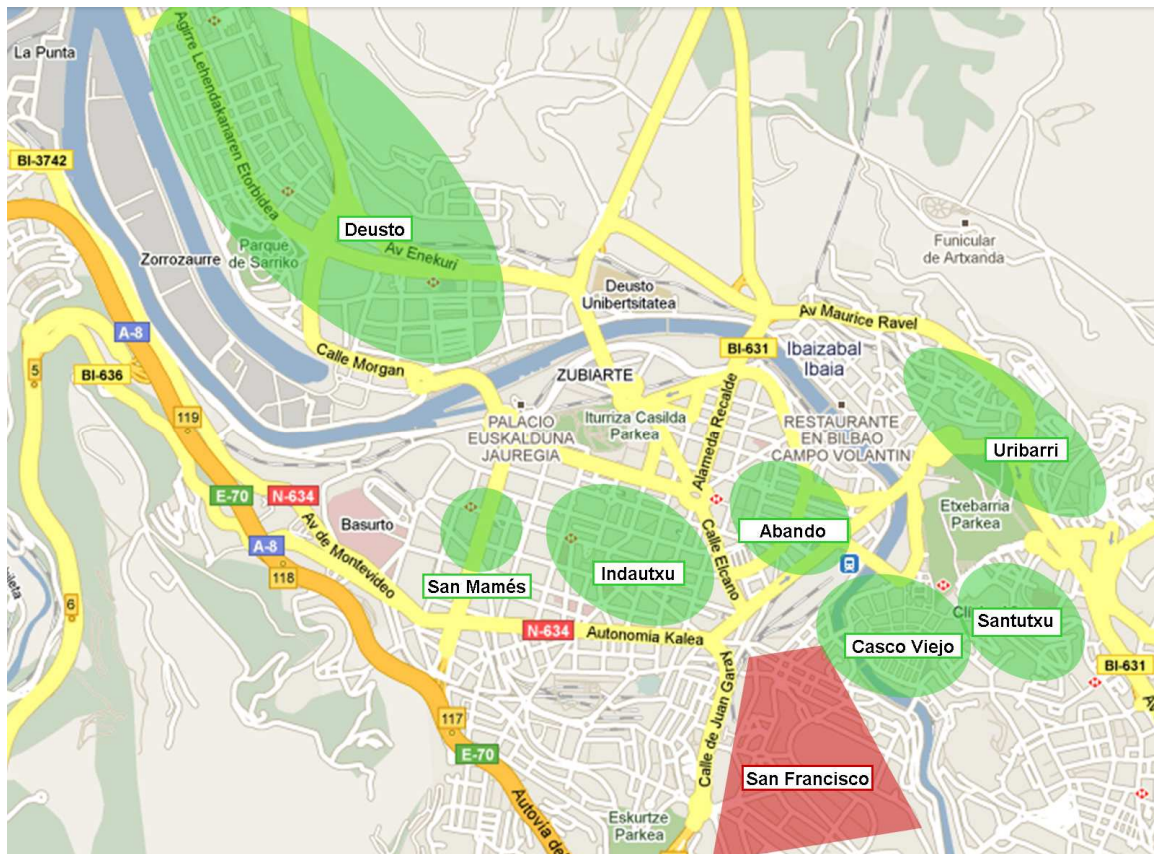 La Punta
Agirre Lehendakariaren Etorbidea
BI-3742
Deusto
Parque
de Sarriko
Av Enekuri
Zorrozaurre
Funicular
de Artxanda
Deusto
Unibertsitatea
Av Maurice Ravel
A-8
5
BI-636
Calle Morgan
BI-631
Ibaizabal
Ibaia
ZUBIARTE
119
PALACIO
EUSKALDUNA
JAUREGIA
Iturriza Casilda
Parkea
Alameda Recalde
RESTAURANTE
EN BILBAO
CAMPO VOLANTIN
Uribarri
E-70
N-634
Av de Montevideo
Basurto
Etxebarria
Parkea
Abando
Calle Elcano
A-8
118
San Mamés
Indautxu
6
N-634
Autonomia Kalea
Casco Viejo
Santutxu
BI-631
117
E-70
Calle de Juan Garay
San Francisco
Autovía de
Eskurtze
Parkea